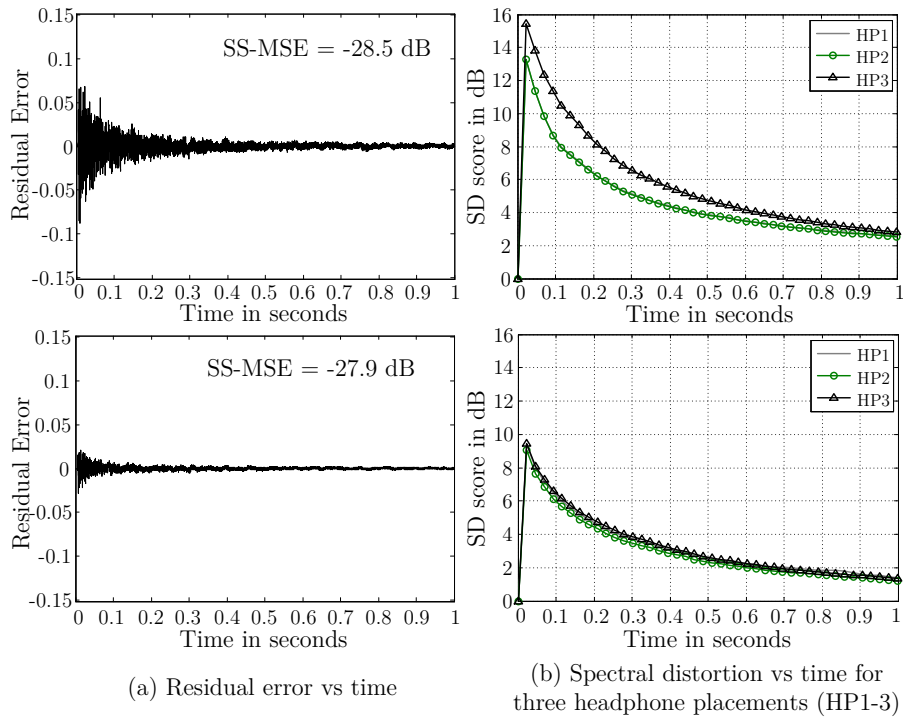 0.15
0.1
0.05
0
-0.05
-0.1
-0.15
Residual Error
SS-MSE = -28.5 dB
0 0.1 0.2 0.3 0.4 0.5 0.6 0.7 0.8 0.9 1
Time in seconds
16
14
12
10
8
6
4
2
0
SD score in dB
HP1
HP2
HP3
0 0.1 0.2 0.3 0.4 0.5 0.6 0.7 0.8 0.9 1
Time in seconds
0.15
0.1
0.05
0
-0.05
-0.1
-0.15
Residual Error
SS-MSE = -27.9 dB
0 0.1 0.2 0.3 0.4 0.5 0.6 0.7 0.8 0.9 1
Time in seconds
16
14
12
10
8
6
4
2
0
SD score in dB
HP1
HP2
HP3
0 0.1 0.2 0.3 0.4 0.5 0.6 0.7 0.8 0.9 1
Time in seconds
(a) Residual error vs time
(b) Spectral distortion vs time for
three headphone placements (HP1-3)